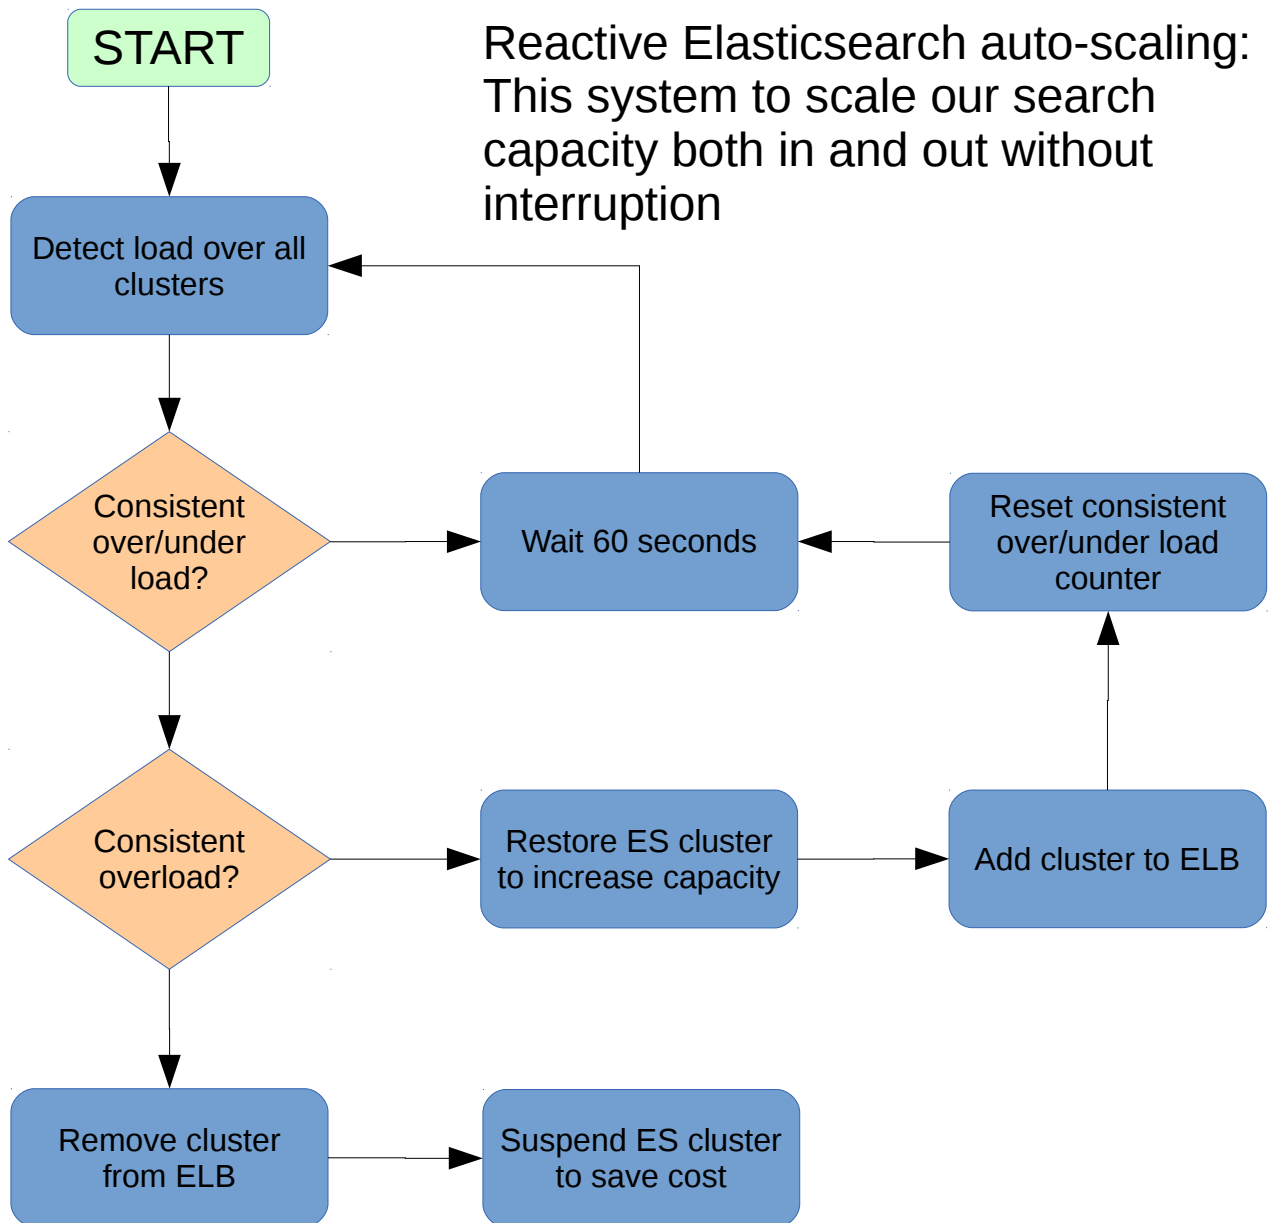 START
Reactive Elasticsearch auto-scaling:
This system to scale our search
capacity both in and out without
interruption
Detect load over all
clusters
Consistent
over/under
load?
Wait 60 seconds
Reset consistent
over/under load
counter
Consistent
overload?
Restore ES cluster
to increase capacity
Add cluster to ELB
Remove cluster
from ELB
Suspend ES cluster
to save cost